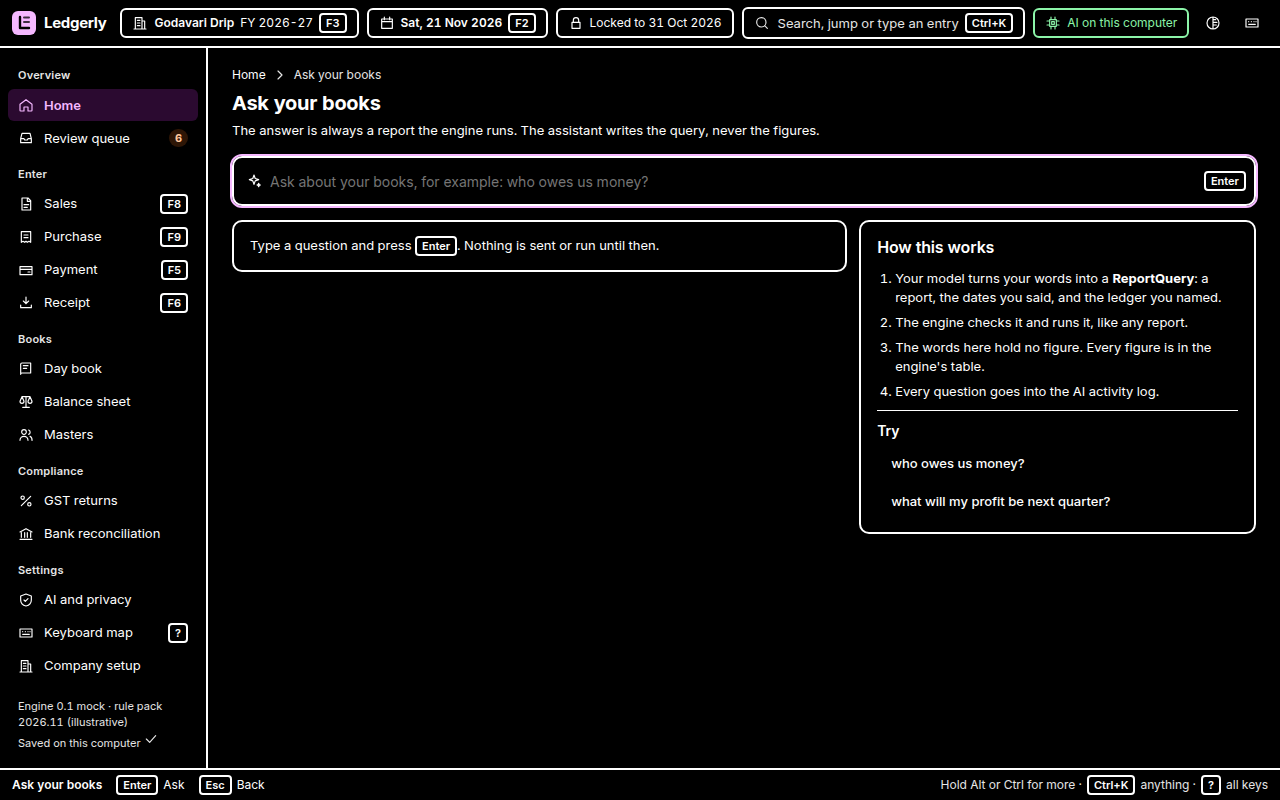 Ledgerly
Godavari Drip FY 2026-27 F3
Sat, 21 Nov 2026 F2
Locked to 31 Oct 2026
Search, jump or type an entry Ctrl+K
AI on this computer
Overview
Home
Review queue 6
Enter
Sales F8
Purchase F9
Payment F5
Receipt F6
Books
Day book
Balance sheet
Masters
Compliance
GST returns
Bank reconciliation
Settings
AI and privacy
Keyboard map ?
Company setup
Engine 0.1 mock · rule pack
2026.11 (illustrative)
Saved on this computer
Home Ask your books
Ask your books
The answer is always a report the engine runs. The assistant writes the query, never the figures.
Ask about your books, for example: who owes us money? Enter
Type a question and press Enter. Nothing is sent or run until then.
How this works
1. Your model turns your words into a ReportQuery: a
report, the dates you said, and the ledger you named.
2. The engine checks it and runs it, like any report.
3. The words here hold no figure. Every figure is in the
engine's table.
4. Every question goes into the AI activity log.
Try
who owes us money?
what will my profit be next quarter?
Ask your books Enter Ask Esc Back
Hold Alt or Ctrl for more · Ctrl+K anything · ? all keys